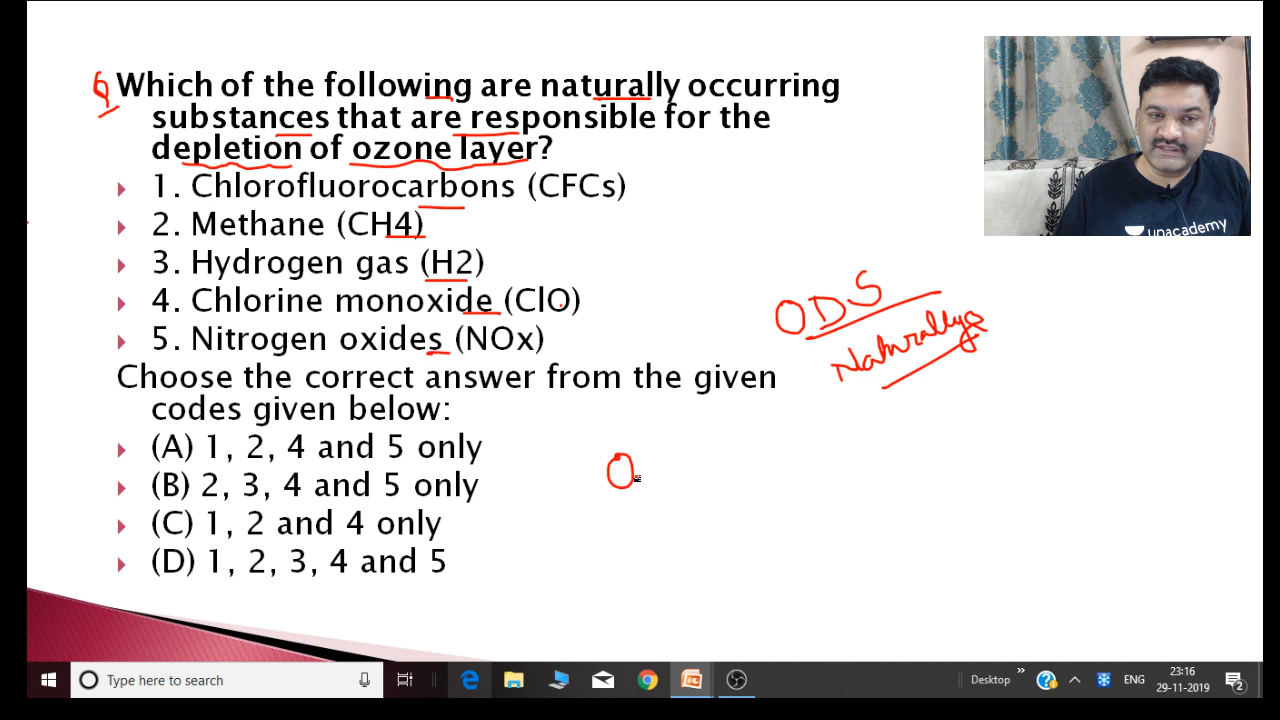 Q Which of the following are naturally occurring
substances that are responsible for the
depletion of ozone layer?
1. Chlorofluorocarbons (CFCs)
2. Methane (CH4)
3. Hydrogen gas (H2)
4. Chlorine monoxide (ClO)
5. Nitrogen oxides (NOx)
Choose the correct answer from the given
codes given below:
(A) 1, 2, 4 and 5 only
(B) 2, 3, 4 and 5 only
(C) 1, 2 and 4 only
(D) 1, 2, 3, 4 and 5
ODS
Naturally
O
unacademy
Type here to search
Desktop
ENG
23:16
29-11-2019
2